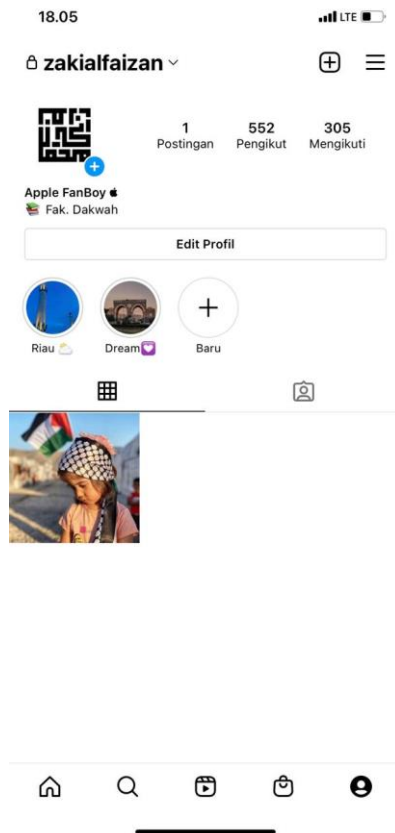 18.05 LTE
zakialfaizan
1 552 305
Postingan Pengikut Mengikuti
Apple FanBoy
📚 Fak. Dakwah
Edit Profil
Riau ⛅ Dream💟 Baru